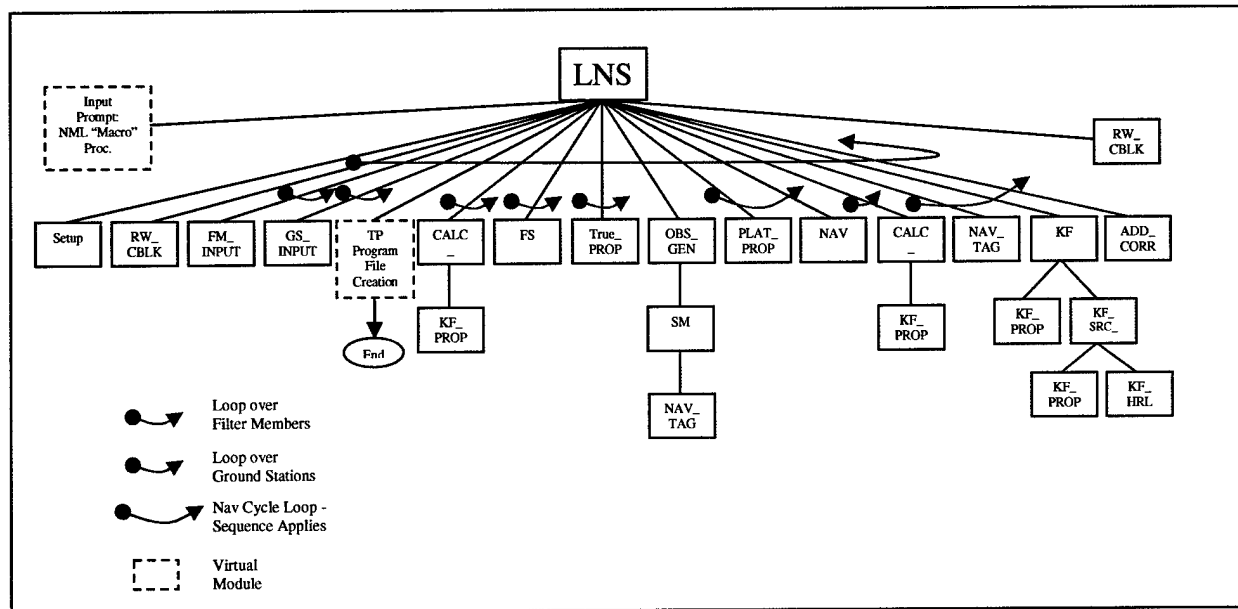 LNS
Input
Prompt:
NML "Macro"
Proc.
RW_
CBLK
Setup
RW_
CBLK
FM_
INPUT
GS_
INPUT
TP
Program
File
Creation
CALC
_
FS
True_
PROP
OBS_
GEN
PLAT_
PROP
NAV
CALC
_
NAV_
TAG
KF
ADD_
CORR
KF_
PROP
End
SM
NAV_
TAG
KF_
PROP
KF_
PROP
KF_
SRC_
KF_
PROP
KF_
HRL
Loop over
Filter Members
Loop over
Ground Stations
Nav Cycle Loop -
Sequence Applies
Virtual
Module